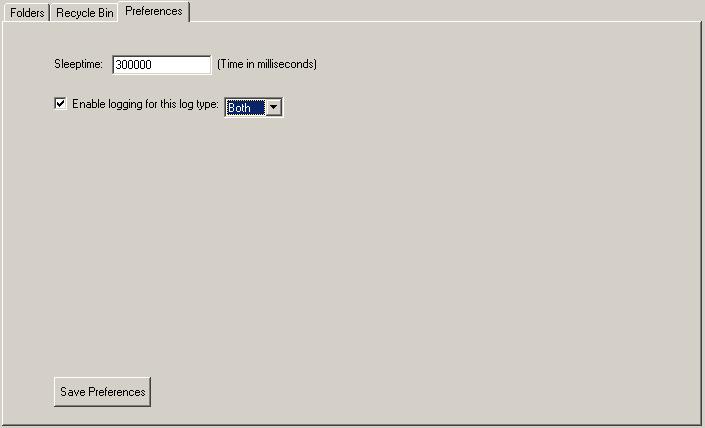 Folders Recycle Bin Preferences
Sleeptime: 300000 (Time in milliseconds)
Enable logging for this log type: Both
Save Preferences